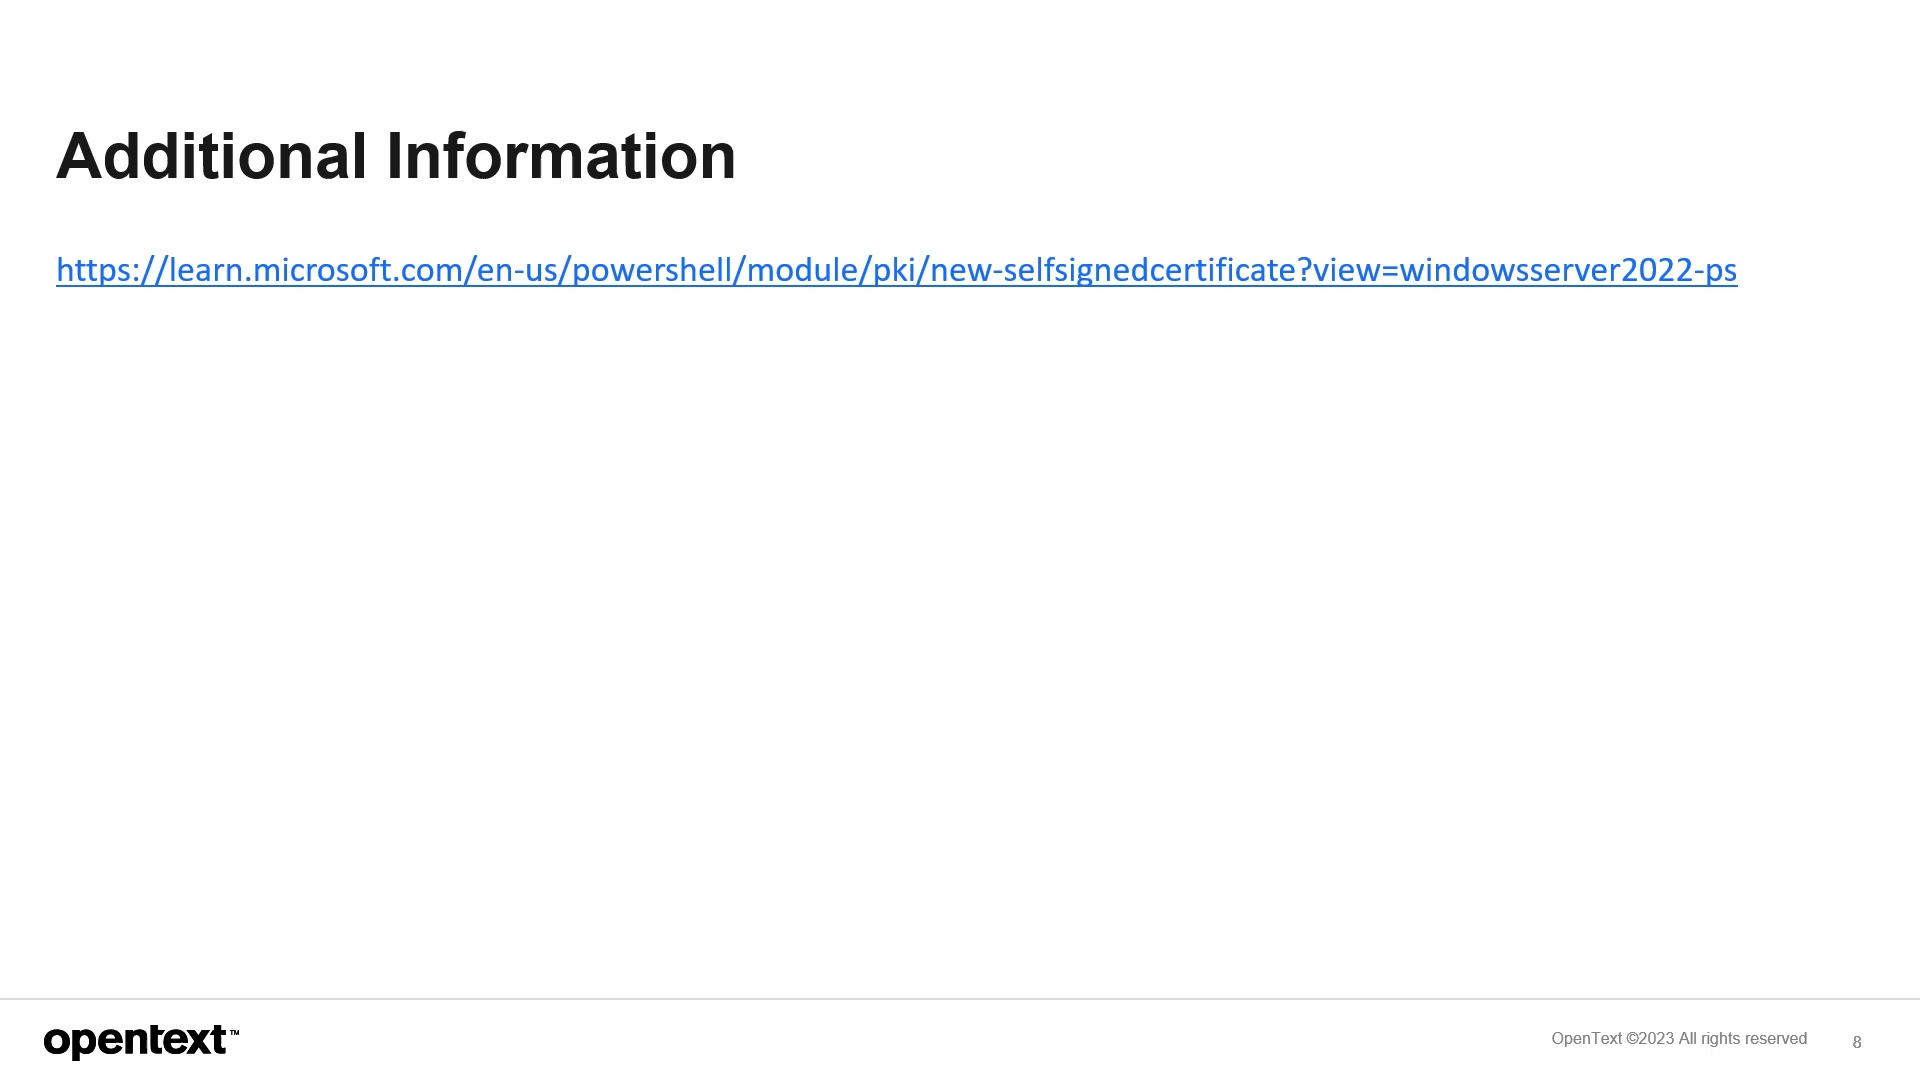 Additional Information
https://learn.microsoft.com/en-us/powershell/module/pki/new-selfsignedcertificate?view=windowsserver2022-ps
opentext™
OpenText ©2023 All rights reserved
8